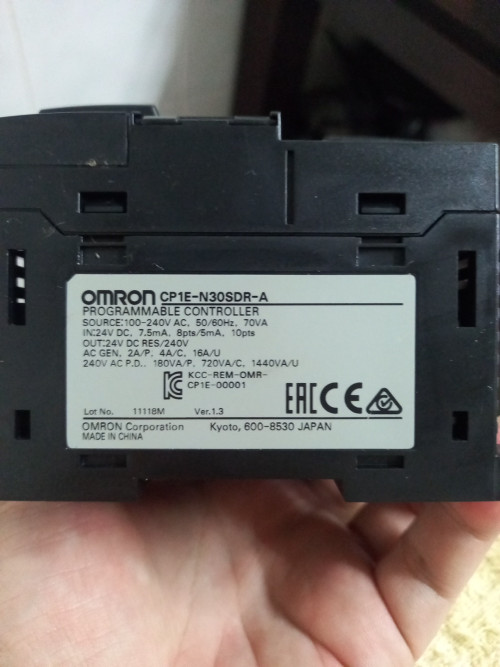 OMRON CP1E-N30SDR-A
PROGRAMMABLE CONTROLLER
SOURCE:100-240V AC, 50/60Hz, 70VA
IN:24V DC, 7.5mA, 8pts/5mA, 10pts
OUT:24V DC RES/240V
AC GEN, 2A/P, 4A/C, 16A/U
240V AC P.D., 180VA/P, 720VA/C, 1440VA/U
KCC-REM-OMR-
CP1E-00001
EAC CE
Lot No. 11118M Ver.1.3
OMRON Corporation Kyoto, 600-8530 JAPAN
MADE IN CHINA